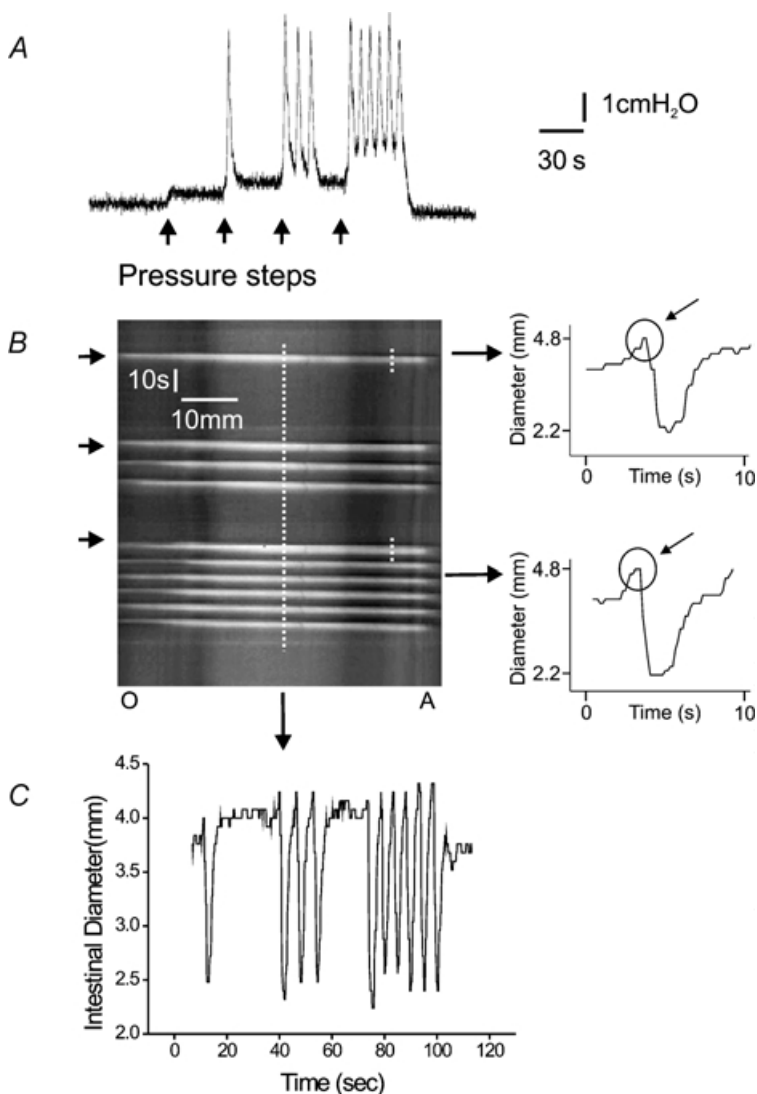 A
1cmH₂O
30 s
Pressure steps
B
10s
10mm
O
A
Diameter (mm)
4.8
2.2
0
10
Time (s)
Diameter (mm)
4.8
2.2
0
10
Time (s)
C
Intestinal Diameter(mm)
4.5
4.0
3.5
3.0
2.5
2.0
0
20
40
60
80
100
120
Time (sec)